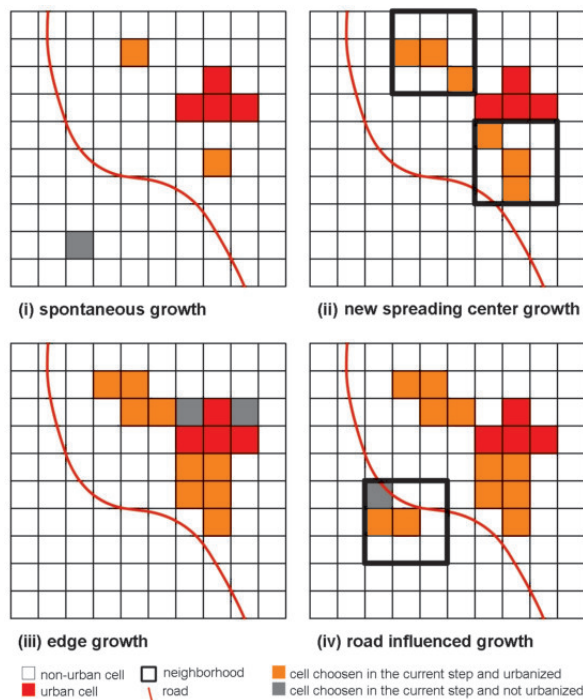 (i) spontaneous growth
(ii) new spreading center growth
(iii) edge growth
(iv) road influenced growth
non-urban cell
neighborhood
cell choosen in the current step and urbanized
urban cell
road
cell choosen in the current step and not urbanized